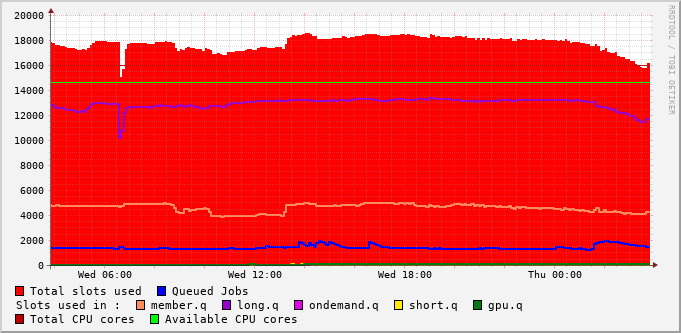 20000
18000
16000
14000
12000
10000
8000
6000
4000
2000
0
Wed 06:00 Wed 12:00 Wed 18:00 Thu 00:00
RRDTOOL / TOBI OETIKER
Total slots used Queued Jobs
Slots used in : member.q long.q ondemand.q short.q gpu.q
Total CPU cores Available CPU cores